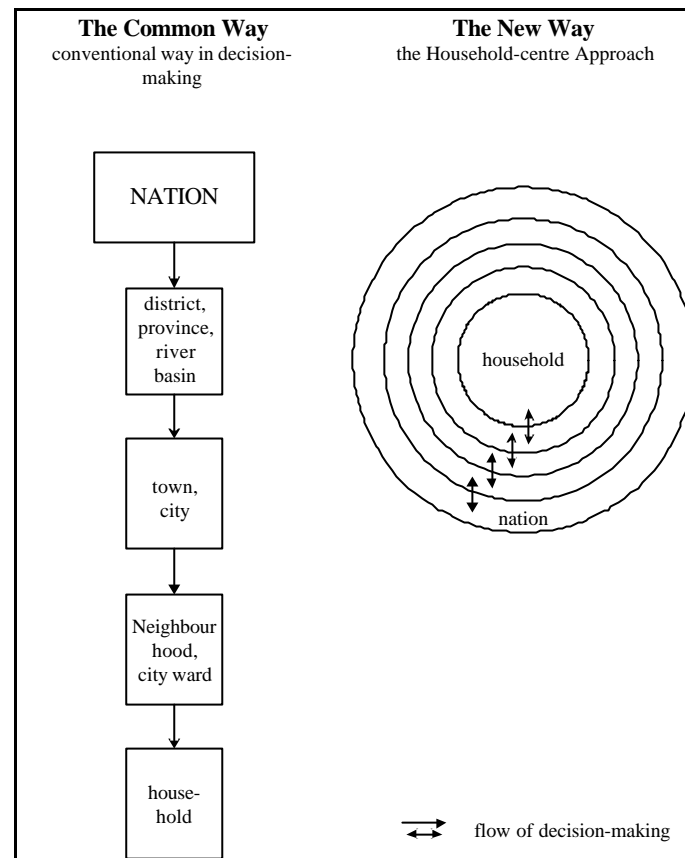 The Common Way
conventional way in decision-
making
The New Way
the Household-centre Approach
NATION
district,
province,
river
basin
town,
city
Neighbour
hood,
city ward
house-
hold
household
nation
flow of decision-making